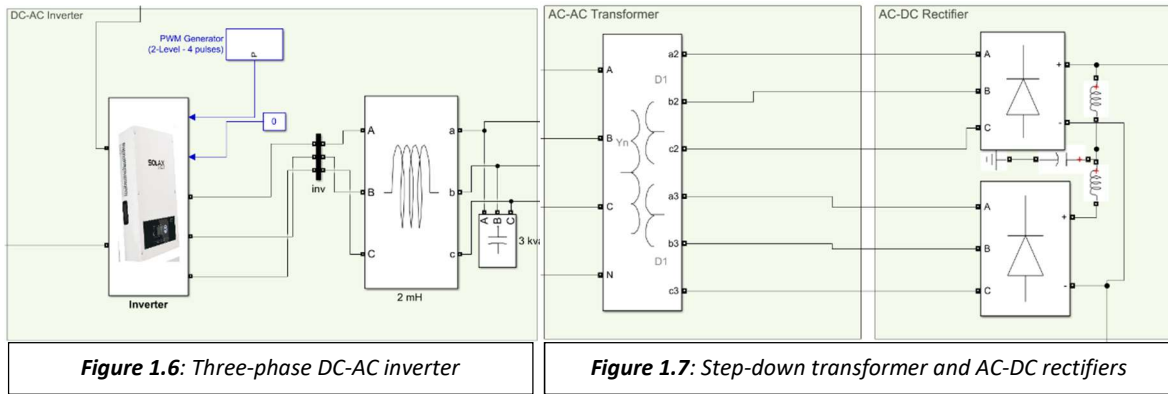 DC-AC Inverter
PWM Generator
(2-Level - 4 pulses)
P
0
SOLAX
Inverter
inv
A
B
C
a
b
c
2 mH
A B C
3 kva
AC-AC Transformer
A
B
C
N
Yn
D1
D1
a2
b2
c2
a3
b3
c3
AC-DC Rectifier
A
B
C
+
-
+
+
A
B
C
+
-
Figure 1.6: Three-phase DC-AC inverter
Figure 1.7: Step-down transformer and AC-DC rectifiers